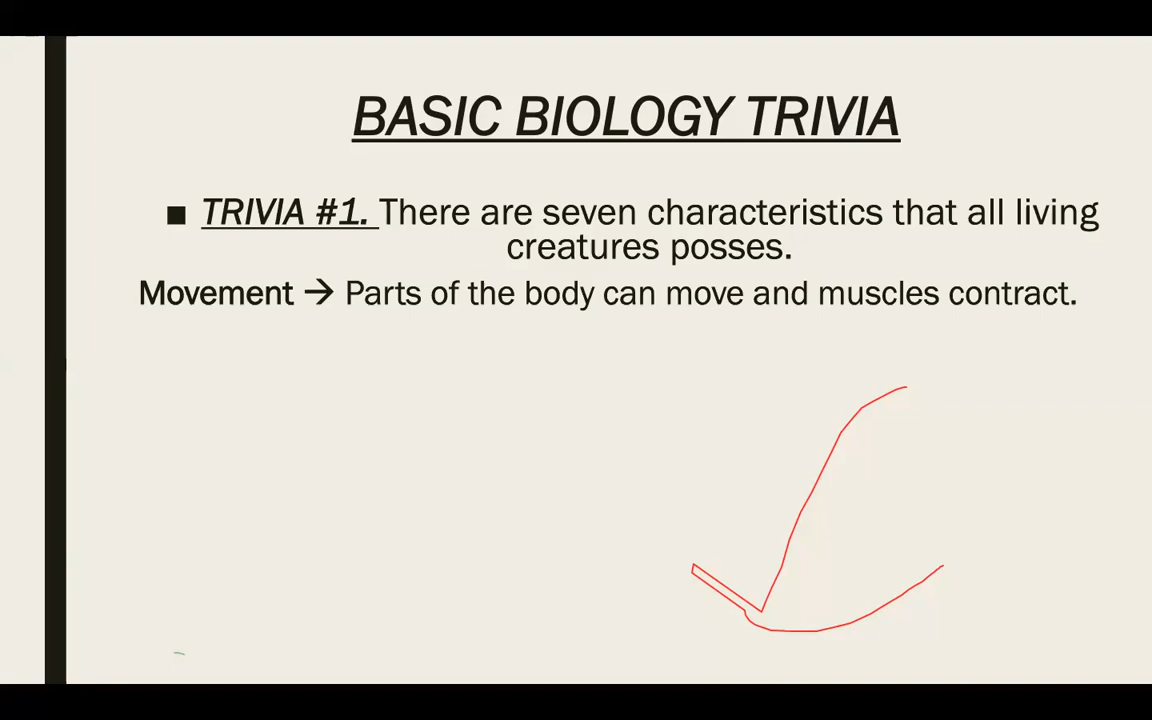 BASIC BIOLOGY TRIVIA
■ TRIVIA #1. There are seven characteristics that all living
creatures posses.
Movement → Parts of the body can move and muscles contract.